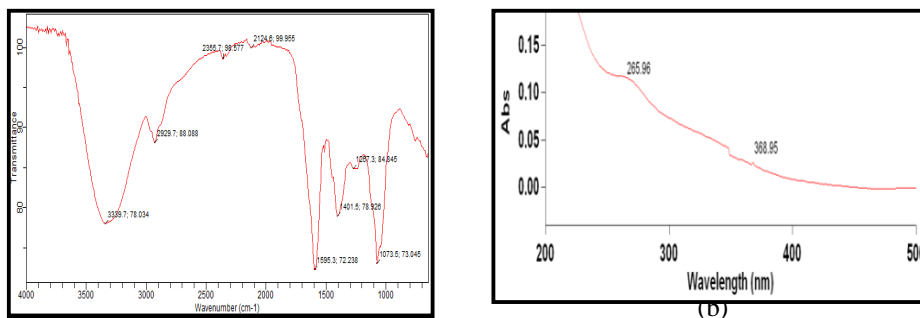 Transmittance
100
90
80
2355.7; 98.577
2124.6; 99.955
2929.7; 88.088
1267.3; 84.845
3339.7; 78.034
1401.5; 78.926
1595.3; 72.238
1073.5; 73.045
4000 3500 3000 2500 2000 1500 1000
Wavenumber (cm-1)
Abs
0.15
0.10
0.05
0.00
265.96
368.95
200 300 400 500
Wavelength (nm)
(b)